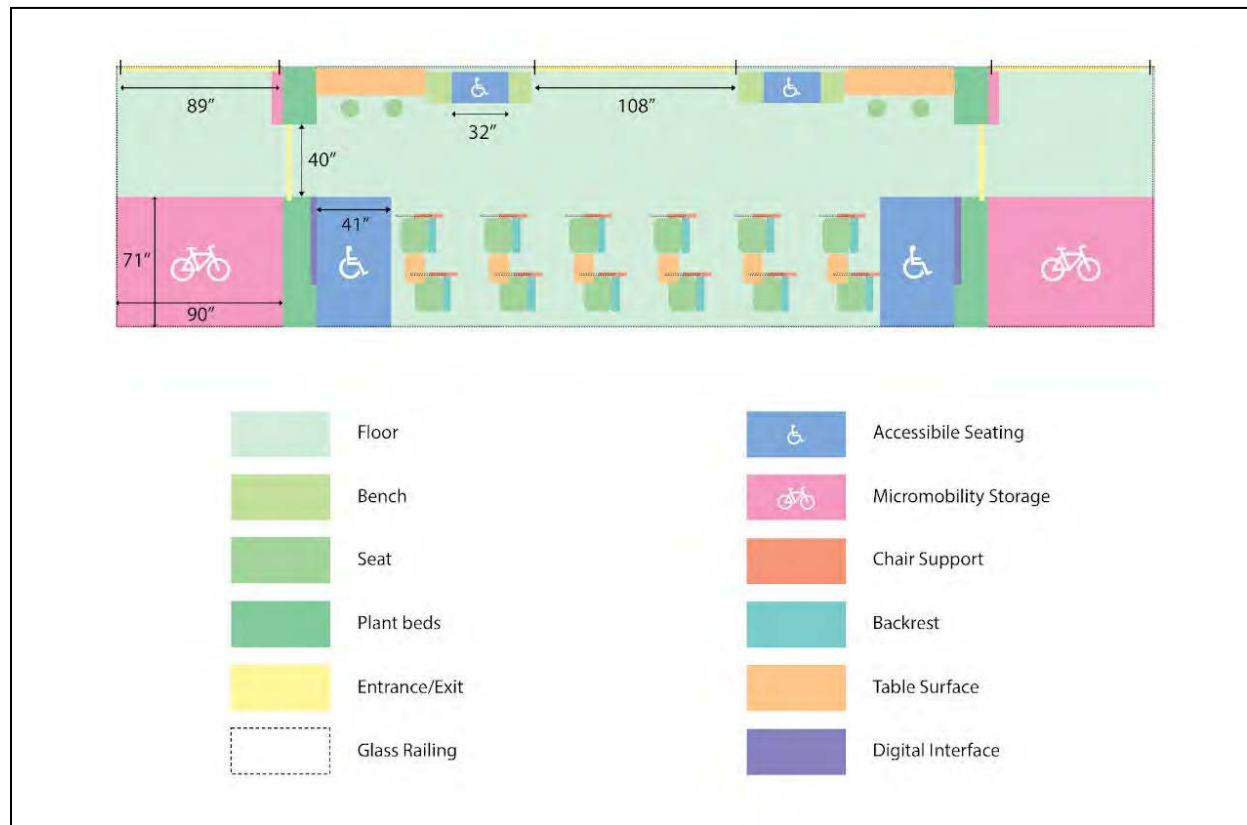 89”
108”
32”
40”
41”
71”
90”
Floor
Bench
Seat
Plant beds
Entrance/Exit
Glass Railing
Accessibile Seating
Micromobility Storage
Chair Support
Backrest
Table Surface
Digital Interface